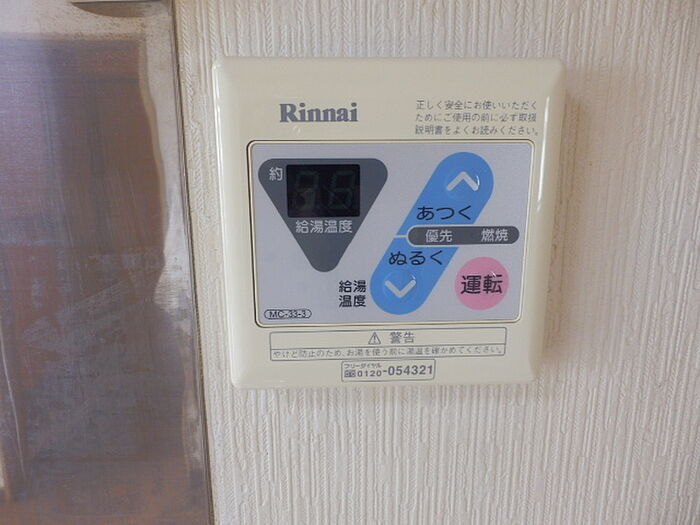 Rinnai
正しく安全にお使いいただく
ためにご使用の前に必ず取扱
説明書をよくお読みください。
約
給湯温度
あつく
優先 燃焼
ぬるく
給湯
温度
運転
MC-33-3
⚠ 警告
やけど防止のため、お湯を使う前に湯温を確かめてください。
フリーダイヤル
0120-054321